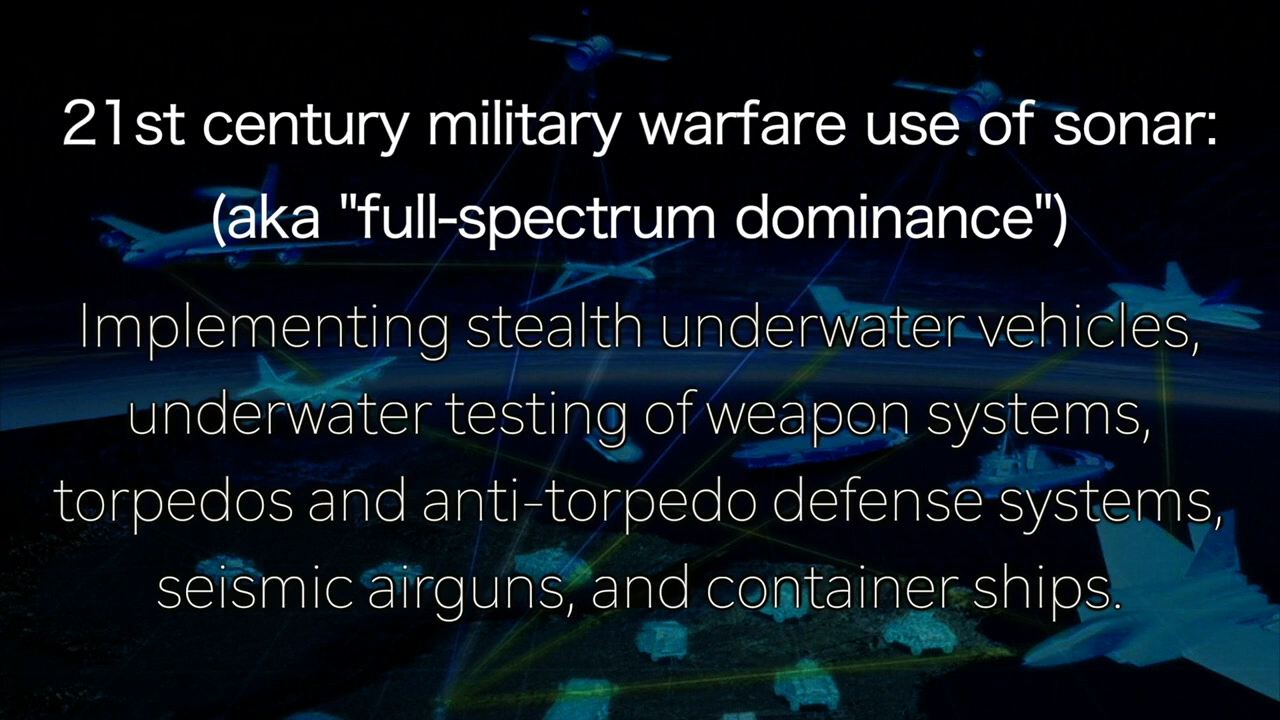 21st century military warfare use of sonar:
(aka "full-spectrum dominance")
Implementing stealth underwater vehicles,
underwater testing of weapon systems,
torpedos and anti-torpedo defense systems,
seismic airguns, and container ships.